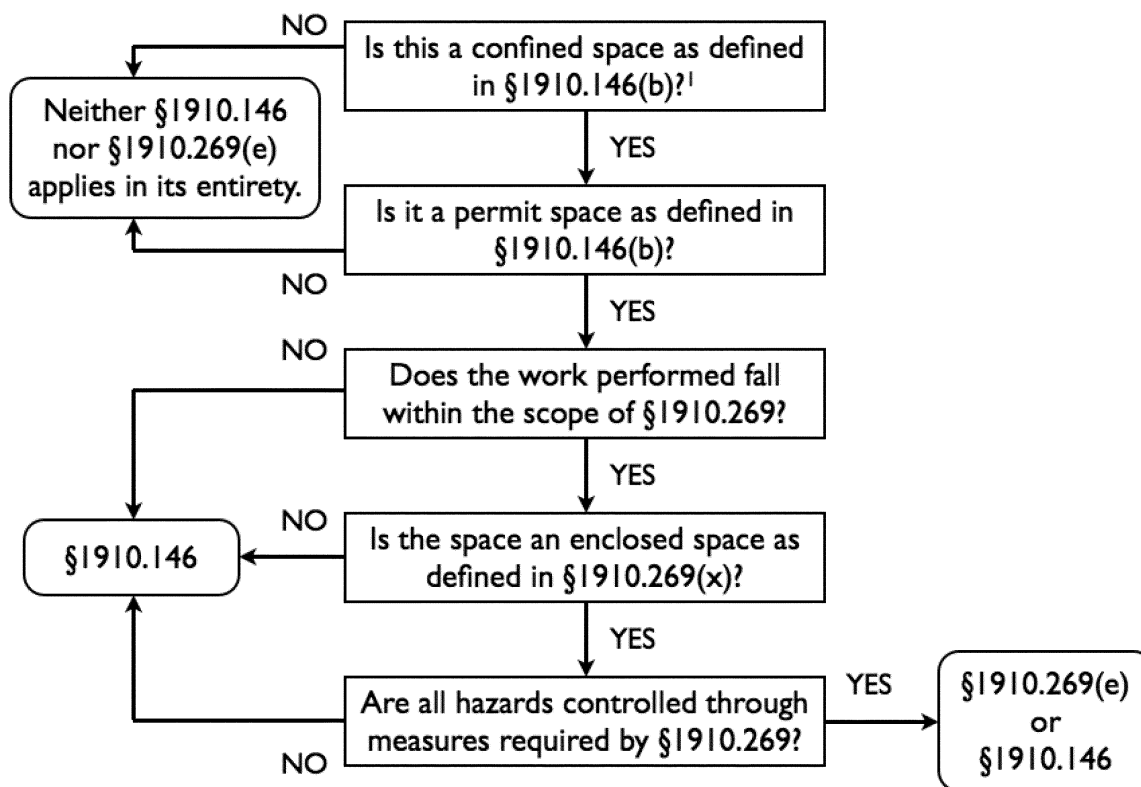 NO
Is this a confined space as defined
in §1910.146(b)?¹
Neither §1910.146
nor §1910.269(e)
applies in its entirety.
YES
Is it a permit space as defined in
§1910.146(b)?
NO
YES
NO
Does the work performed fall
within the scope of §1910.269?
YES
NO
§1910.146
Is the space an enclosed space as
defined in §1910.269(x)?
YES
Are all hazards controlled through
measures required by §1910.269?
NO
YES
§1910.269(e)
or
§1910.146